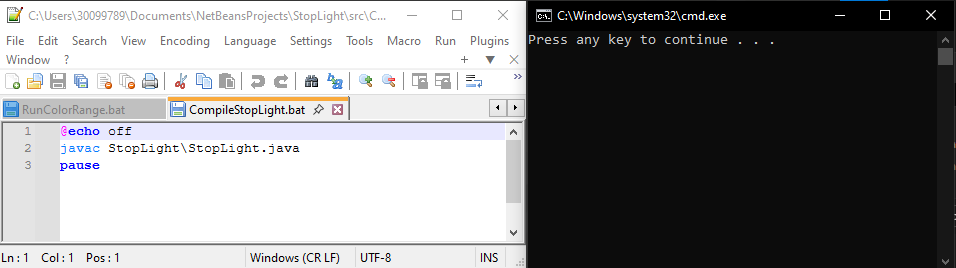 C:\Users\30099789\Documents\NetBeansProjects\StopLight\src\C...
File Edit Search View Encoding Language Settings Tools Macro Run Plugins
Window ?
RunColorRange.bat
CompileStopLight.bat
1 @echo off
2 javac StopLight\StopLight.java
3 pause
Ln : 1 Col : 1 Pos : 1 Windows (CR LF) UTF-8 INS
C:\Windows\system32\cmd.exe
Press any key to continue . . .